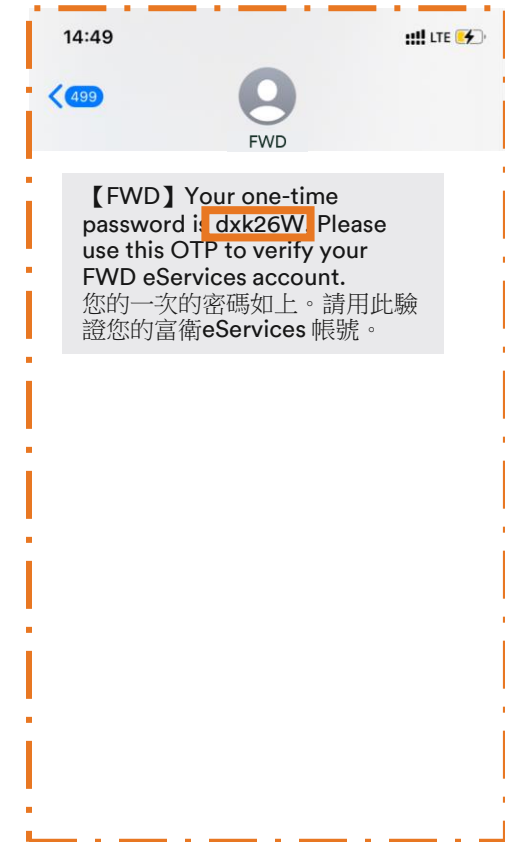 14:49
LTE
499
FWD
【FWD】Your one-time
password is dxk26W. Please
use this OTP to verify your
FWD eServices account.
您的一次的密碼如上。請用此驗
證您的富衛eServices 帳號。